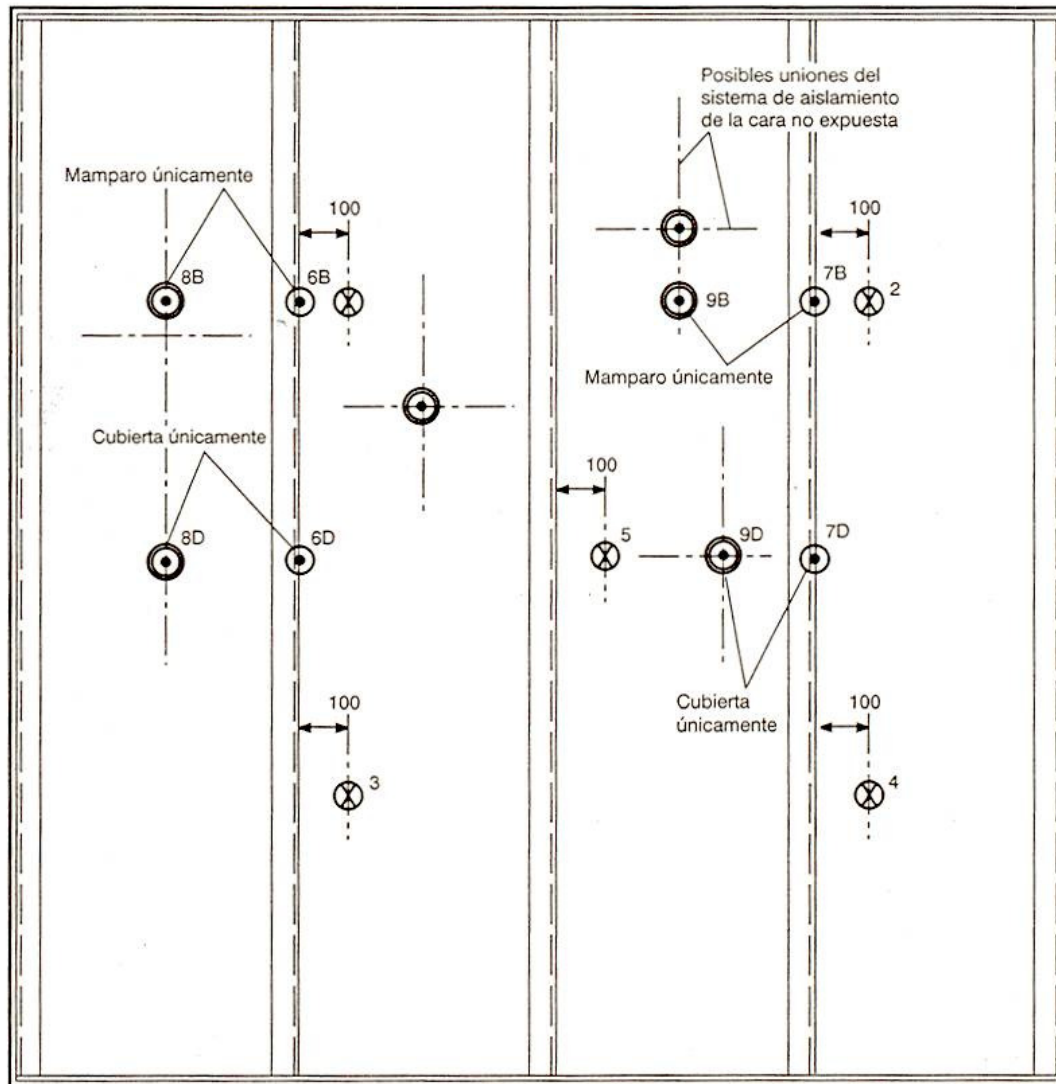 Posibles uniones del
sistema de aislamiento
de la cara no expuesta
Mamparo únicamente
100
100
8B
6B
7B
9B
2
Mamparo únicamente
Cubierta únicamente
100
8D
6D
5
9D
7D
100
Cubierta
únicamente
100
3
4